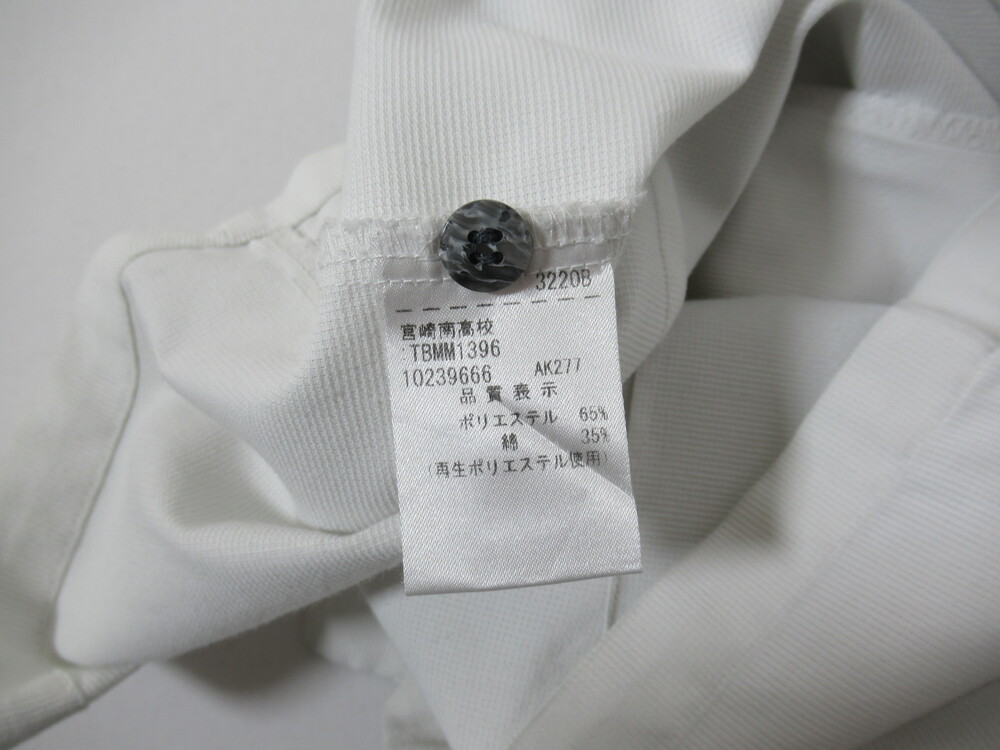 3220B
宮崎南高校
TBMM1396
10239666 AK277
品質表示
ポリエステル 65%
綿 35%
(再生ポリエステル使用)